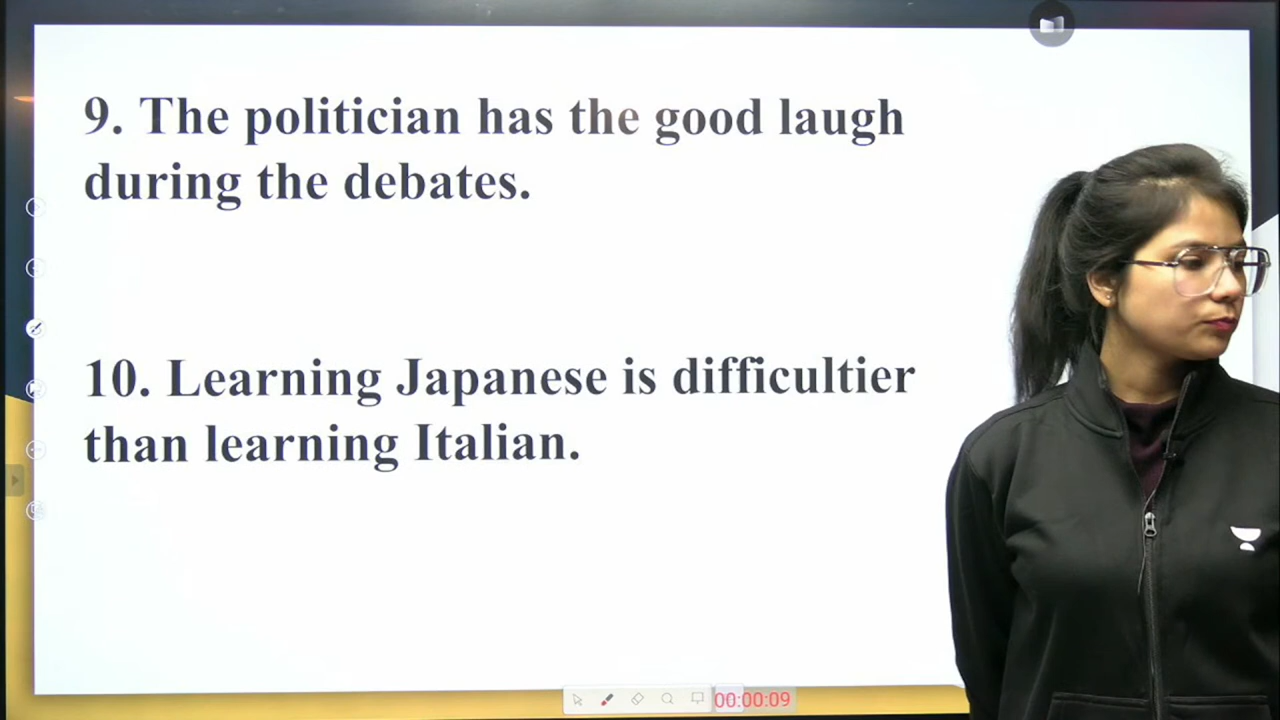 9. The politician has the good laugh
during the debates.
10. Learning Japanese is difficultier
than learning Italian.
00:00:09